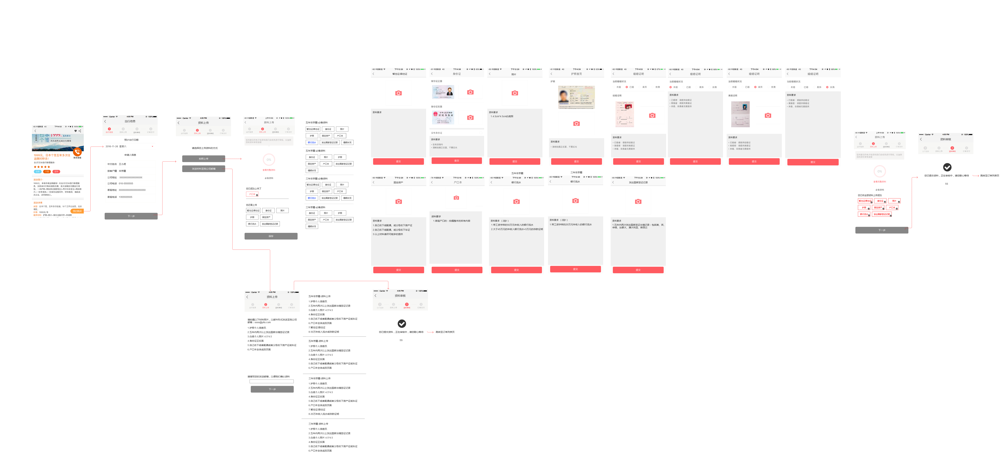 -82 中国联通 4G 下午4:53 100%
1999 五年多次
个签 首次返程无需自行销签
1999元，日本个签五年多次往
返限时秒杀！
含3天日本旅行助理服务！
联系客服
日本 个签 五年
活动简介：
活动详情
价格：1999元/本
预约购买
Carrier 4:00 PM 100%
出行信息
1 2 3 4
出行信息 资料上传 资料审核 订单支付
预计出行日期
2016-11-26 星期六
申请人信息
中文姓名 王小虎
旅客户籍 非京籍
公司地址 XXXXXXXXXXXXXXXXX
公司电话 010-5555555
家庭地址 XXXXXXXXXXXXXXXXXXXX
家庭电话 1355555555
下一步
Carrier 4:00 PM 100%
资料上传
出行信息 资料上传 资料审核 订单支付
请选择您上传资料的方式
拍照上传
发送材料至我公司邮箱
-90 中国联通 上午11:53 100%
资料上传
出行信息 资料上传 资料审核 订单支付
0%
查看完整资料
必备资料
您已成功上传了
户口本
您还需上传
暂住证/居住证 身份证 照片
护照 固定资产
银行流水 发达国家签证记录
保存
五年非京籍-必备资料
暂住证/居住证 身份证 照片
护照 固定资产 户口本
银行流水 发达国家签证记录 婚姻状况
五年京籍-必备资料
身份证 照片 护照
固定资产 户口本 发达国家签证记录
婚姻状况
三年非京籍-必备资料
暂住证/居住证 身份证 照片
护照 固定资产 户口本
银行流水 发达国家签证记录 婚姻状况
三年京籍-必备资料
身份证 照片 护照
固定资产 户口本 发达国家签证记录
婚姻状况
-90 中国联通 下午12:20 100%
暂住证/居住证
资料要求
提交
-91 中国联通 4G 下午4:38 65%
身份证
身份证正面
身份证反面
中华人民共和国
居民身份证
没有身份证
资料要求
• 在有效期内
• 清晰拍摄正反面，不要反光
提交
-90 中国联通 下午12:20 100%
照片
资料要求
1.4.5cm*4.5cm白底照
提交
-91 中国联通 4G 下午4:39 63%
护照首页
护照
资料要求
• 清晰拍摄正反面，不要反光
提交
-90 中国联通 4G 下午4:53 67%
婚姻证明
当前婚姻状况
未婚 已婚 离异 丧偶
结婚证明
资料要求
• 已婚者：请提供结婚证
• 离婚者：请提供离婚证
• 未婚、丧偶者无需提供
提交
-90 中国联通 4G 下午4:54 68%
婚姻证明
当前婚姻状况
未婚 已婚 离异 丧偶
资料要求
• 已婚者：请提供结婚证
• 离婚者：请提供离婚证
• 未婚、丧偶者无需提供
提交
-90 中国联通 4G 下午4:54 68%
婚姻证明
当前婚姻状况
未婚 已婚 离异 丧偶
离婚证明
资料要求
• 已婚者：请提供结婚证
• 离婚者：请提供离婚证
• 未婚、丧偶者无需提供
提交
-90 中国联通 4G 下午4:54 68%
婚姻证明
当前婚姻状况
未婚 已婚 离异 丧偶
资料要求
• 已婚者：请提供结婚证
• 离婚者：请提供离婚证
• 未婚、丧偶者无需提供
提交
-90 中国联通 下午12:20 100%
固定资产
资料要求
1.自己名下或配偶、或父母名下房产证
2.自己名下或配偶、或父母名下车证
3.以上材料请尽可能多的提供
提交
-76 中国联通 下午12:16 100%
户口本
资料要求
1.家庭户口的：拍摄整本的所有内容
提交
五年非京籍
-90 中国联通 下午12:20 100%
银行流水
资料要求（2选1）
1.带工资字样的50万元年收入的银行流水
2.大于45万元的年收入银行流水+5万元的存款证明
提交
三年非京籍
-90 中国联通 下午12:20 100%
银行流水
资料要求（2选1）
1.带工资字样的20万元年收入的银行流水
提交
-90 中国联通 下午12:20 100%
发达国家签证记录
资料要求
1.五年内两次发达国家签证出境记录：包括美、英、
申根、加拿大、澳大利亚、新西兰
提交
-90 中国联通 上午11:53 100%
资料上传
出行信息 资料上传 资料审核 订单支付
0%
查看完整资料
必备资料
您已将全部资料上传成功
暂住证/居住证 身份证 照片
护照 固定资产 户口本
银行流水 发达国家签证记录
下一步
Carrier 4:00 PM 100%
资料审核
出行信息 资料上传 资料审核 订单支付
您已提交资料，正在审核中，请您耐心等待
跳转至订单列表页
5S
Carrier 4:00 PM 100%
资料上传
出行信息 资料上传 资料审核 订单支付
请拍摄以下材料照片，以邮件形式发送至我公司
邮箱：xxxxx@yitu.com
1.护照个人信息页.
2.五年内两次以上发达国家出境签证记录
3.白底个人照片 4.5*4.5
4.身份证正反面
5.自己名下或者配偶或者父母名下房产证或车证
6.户口本全体成员页面
请填写您的发送邮箱，以便我们确认资料
下一步
五年非京籍-资料上传
1.护照个人信息页.
2.五年内两次以上发达国家出境签证记录
3.白底个人照片 4.5*4.5
4.身份证正反面
5.自己名下或者配偶或者父母名下房产证或车证
6.户口本全体成员页面
7.暂住证/居住证
8.50万年收入流水或存款证明
五年京籍-资料上传
1.护照个人信息页.
2.五年内两次以上发达国家出境签证记录
3.白底个人照片 4.5*4.5
4.身份证正反面
5.自己名下或者配偶或者父母名下房产证或车证
6.户口本全体成员页面
三年非京籍-资料上传
1.护照个人信息页.
2.五年内两次以上发达国家出境签证记录
3.白底个人照片 4.5*4.5
4.身份证正反面
5.自己名下或者配偶或者父母名下房产证或车证
6.户口本全体成员页面
7.暂住证/居住证
8.20万年收入流水或存款证明
三年京籍-资料上传
1.护照个人信息页.
2.五年内两次以上发达国家出境签证记录
3.白底个人照片 4.5*4.5
4.身份证正反面
5.自己名下或者配偶或者父母名下房产证或车证
6.户口本全体成员页面
Carrier 4:00 PM 100%
资料审核
出行信息 资料上传 资料审核 订单支付
您已提交资料，正在审核中，请您耐心等待
跳转至订单列表页
5S